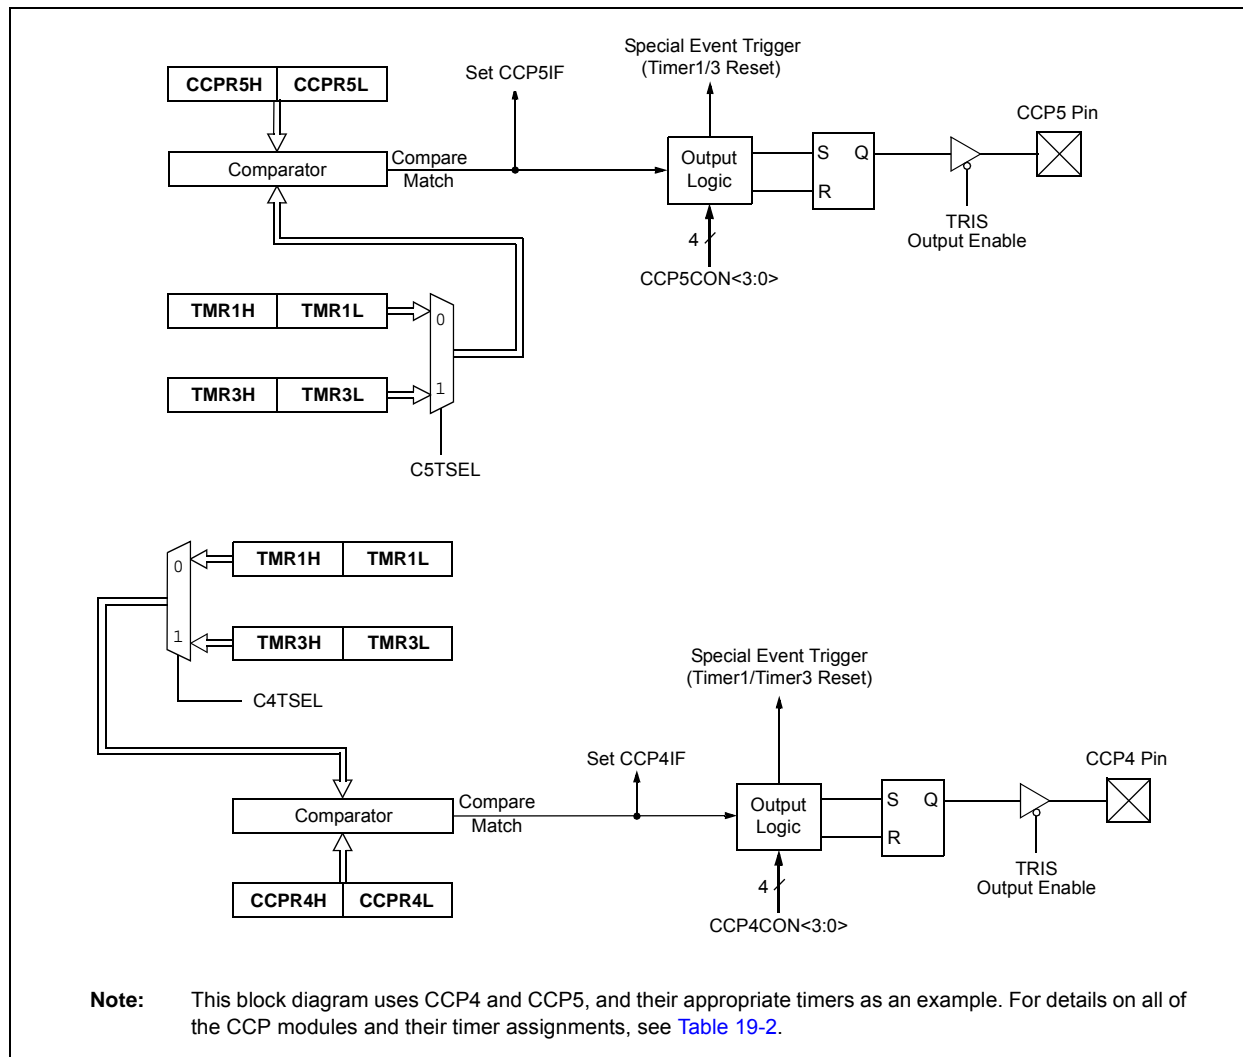 Special Event Trigger
(Timer1/3 Reset)
Set CCP5IF
CCPR5H CCPR5L
CCP5 Pin
Comparator
Compare
Match
Output
Logic
S Q
R
TRIS
Output Enable
4
CCP5CON<3:0>
TMR1H TMR1L
0
TMR3H TMR3L
1
C5TSEL
TMR1H TMR1L
0
TMR3H TMR3L
1
C4TSEL
Special Event Trigger
(Timer1/Timer3 Reset)
Set CCP4IF
CCP4 Pin
Comparator
Compare
Match
Output
Logic
S Q
R
TRIS
Output Enable
4
CCPR4H CCPR4L
CCP4CON<3:0>
Note: This block diagram uses CCP4 and CCP5, and their appropriate timers as an example. For details on all of
the CCP modules and their timer assignments, see Table 19-2.